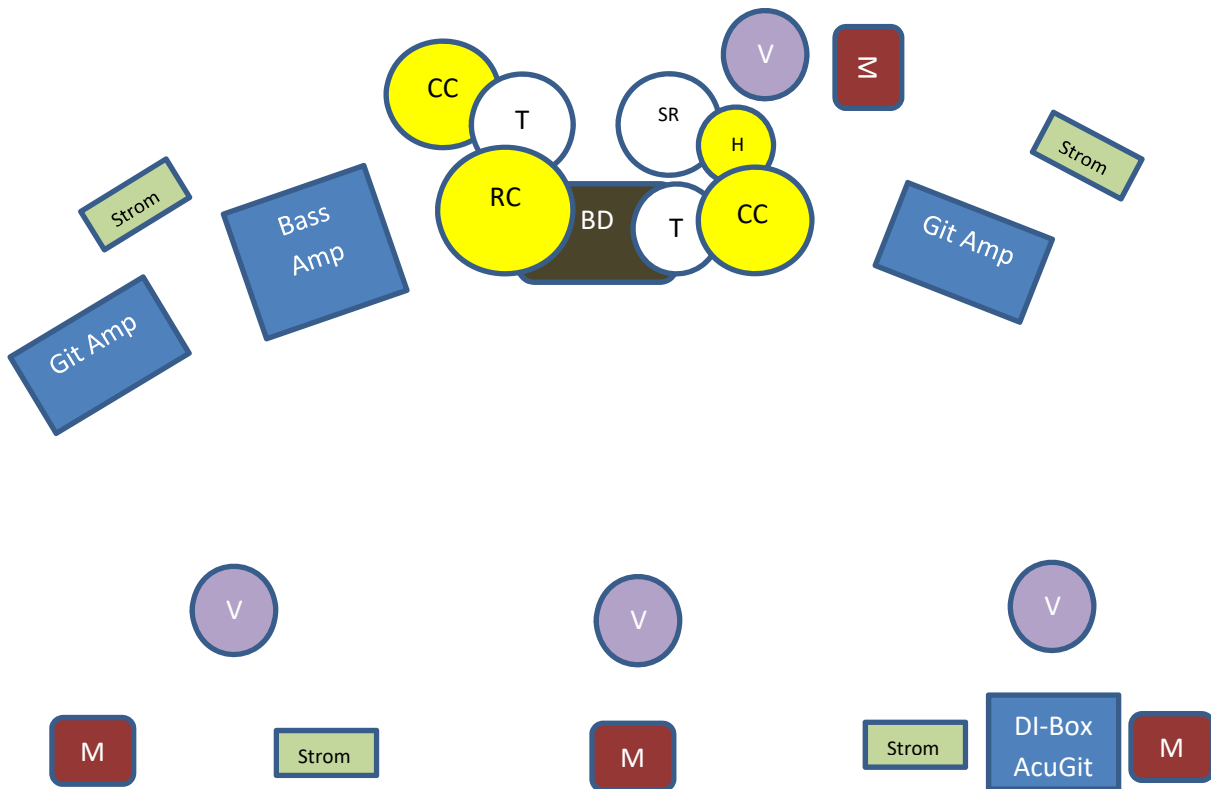 V
M
CC
T
SR
H
Strom
Strom
RC
BD
T
CC
Bass
Amp
Git Amp
Git Amp
V
V
V
M
Strom
M
Strom
DI-Box
AcuGit
M